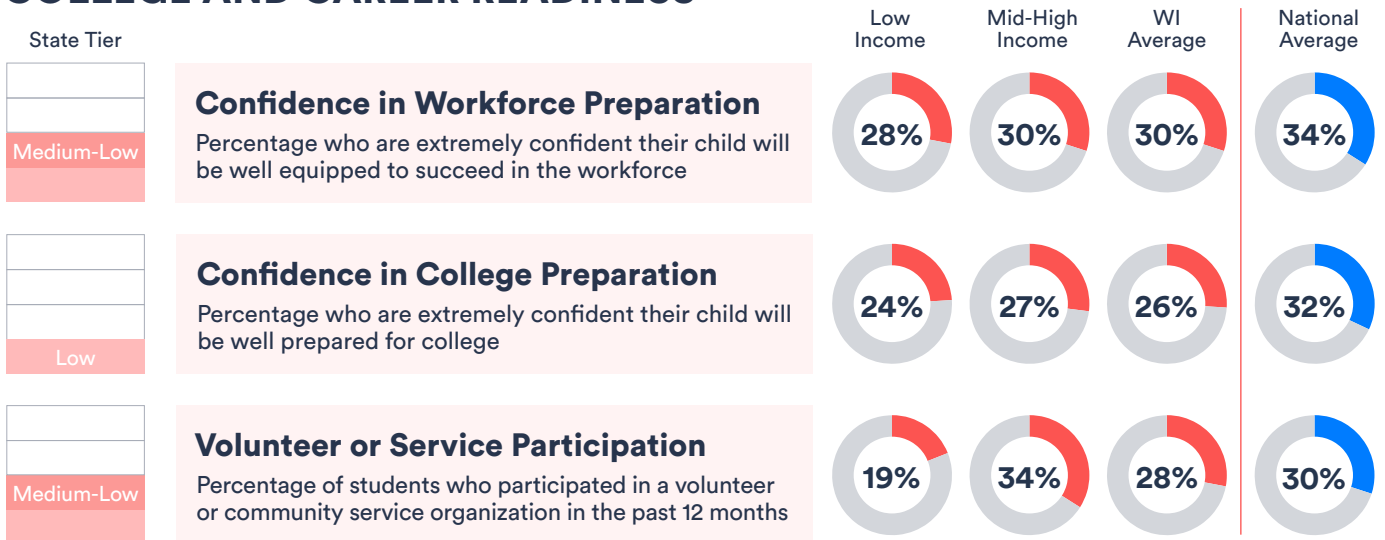 COLLEGE AND CAREER READINESS
State Tier
Low
Income
Mid-High
Income
WI
Average
National
Average
Medium-Low
Confidence in Workforce Preparation
Percentage who are extremely confident their child will
be well equipped to succeed in the workforce
28%
30%
30%
34%
Low
Confidence in College Preparation
Percentage who are extremely confident their child will
be well prepared for college
24%
27%
26%
32%
Medium-Low
Volunteer or Service Participation
Percentage of students who participated in a volunteer
or community service organization in the past 12 months
19%
34%
28%
30%